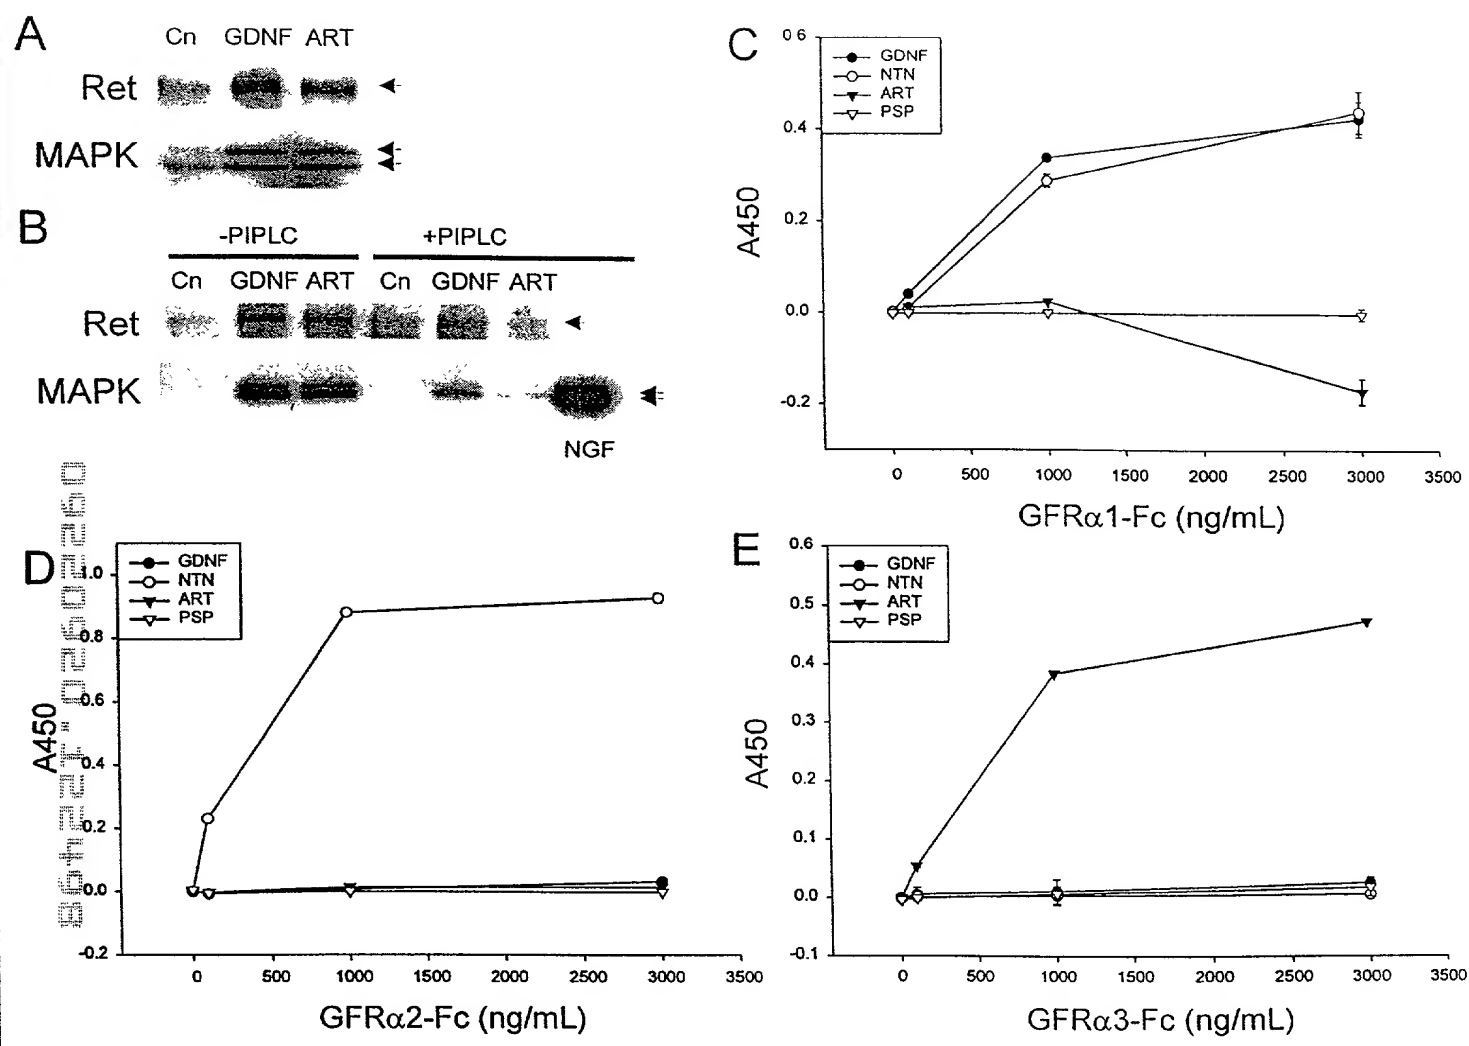 A
Cn GDNF ART
Ret
MAPK
B
-PIPLC +PIPLC
Cn GDNF ART Cn GDNF ART
Ret
MAPK
NGF
C
GDNF
NTN
ART
PSP
0 6
0.4
0.2
0.0
-0.2
A450
0 500 1000 1500 2000 2500 3000 3500
GFRα1-Fc (ng/mL)
D
GDNF
NTN
ART
PSP
1.0
0.8
0.6
0.4
0.2
0.0
-0.2
A450
0 500 1000 1500 2000 2500 3000 3500
GFRα2-Fc (ng/mL)
E
GDNF
NTN
ART
PSP
0.6
0.5
0.4
0.3
0.2
0.1
0.0
-0.1
A450
0 500 1000 1500 2000 2500 3000 3500
GFRα3-Fc (ng/mL)